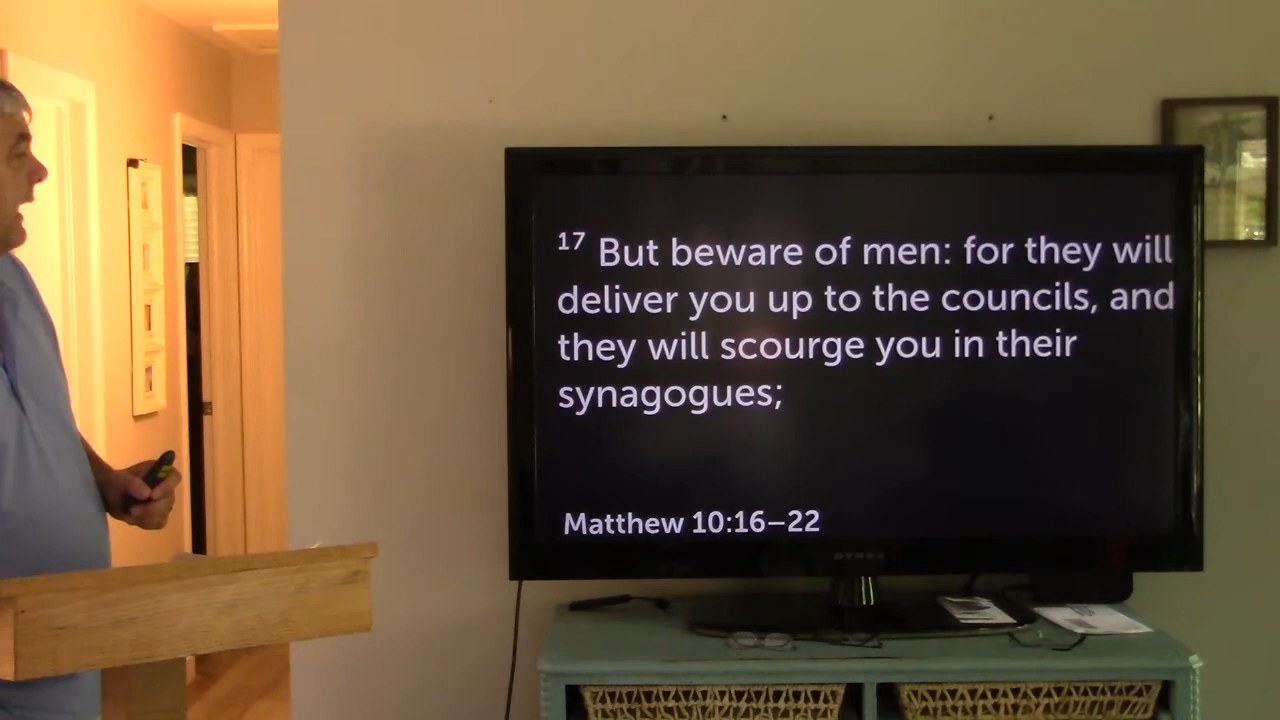 17 But beware of men: for they will
deliver you up to the councils, and
they will scourge you in their
synagogues;
Matthew 10:16–22
DYNEX